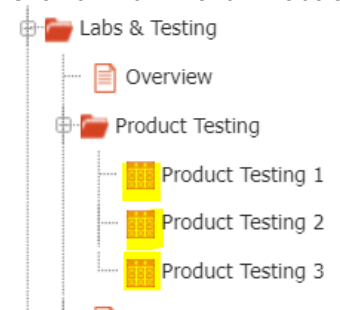 Labs & Testing
Overview
Product Testing
Product Testing 1
Product Testing 2
Product Testing 3